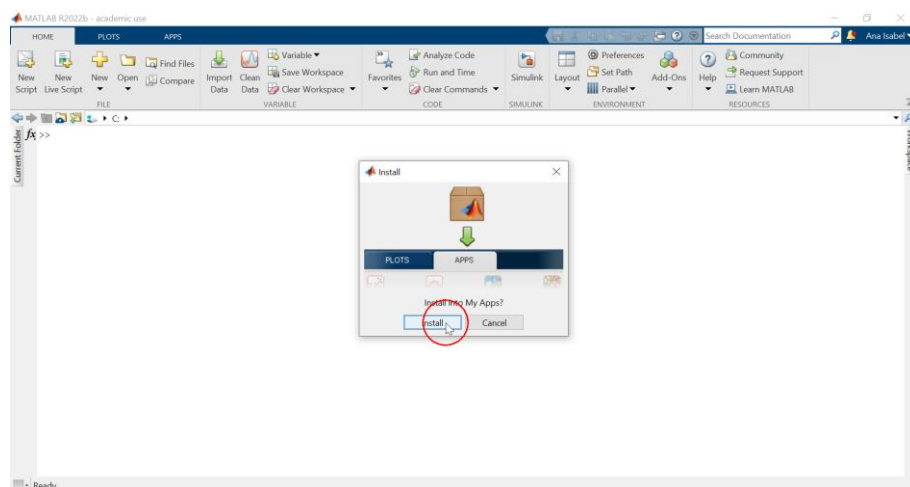 MATLAB R2022b - academic use
HOME PLOTS APPS Search Documentation Ana Isabel
New Script
New Live Script
New
Open
Find Files
Compare
Import Data
Clean Data
Variable
Save Workspace
Clear Workspace
Favorites
Analyze Code
Run and Time
Clear Commands
Simulink
Layout
Preferences
Set Path
Parallel
Add-Ons
Help
Community
Request Support
Learn MATLAB
FILE VARIABLE CODE SIMULINK ENVIRONMENT RESOURCES
C:
Current Folder
fx >>
Workspace
Install
PLOTS APPS
Install into My Apps?
Install Cancel
Ready